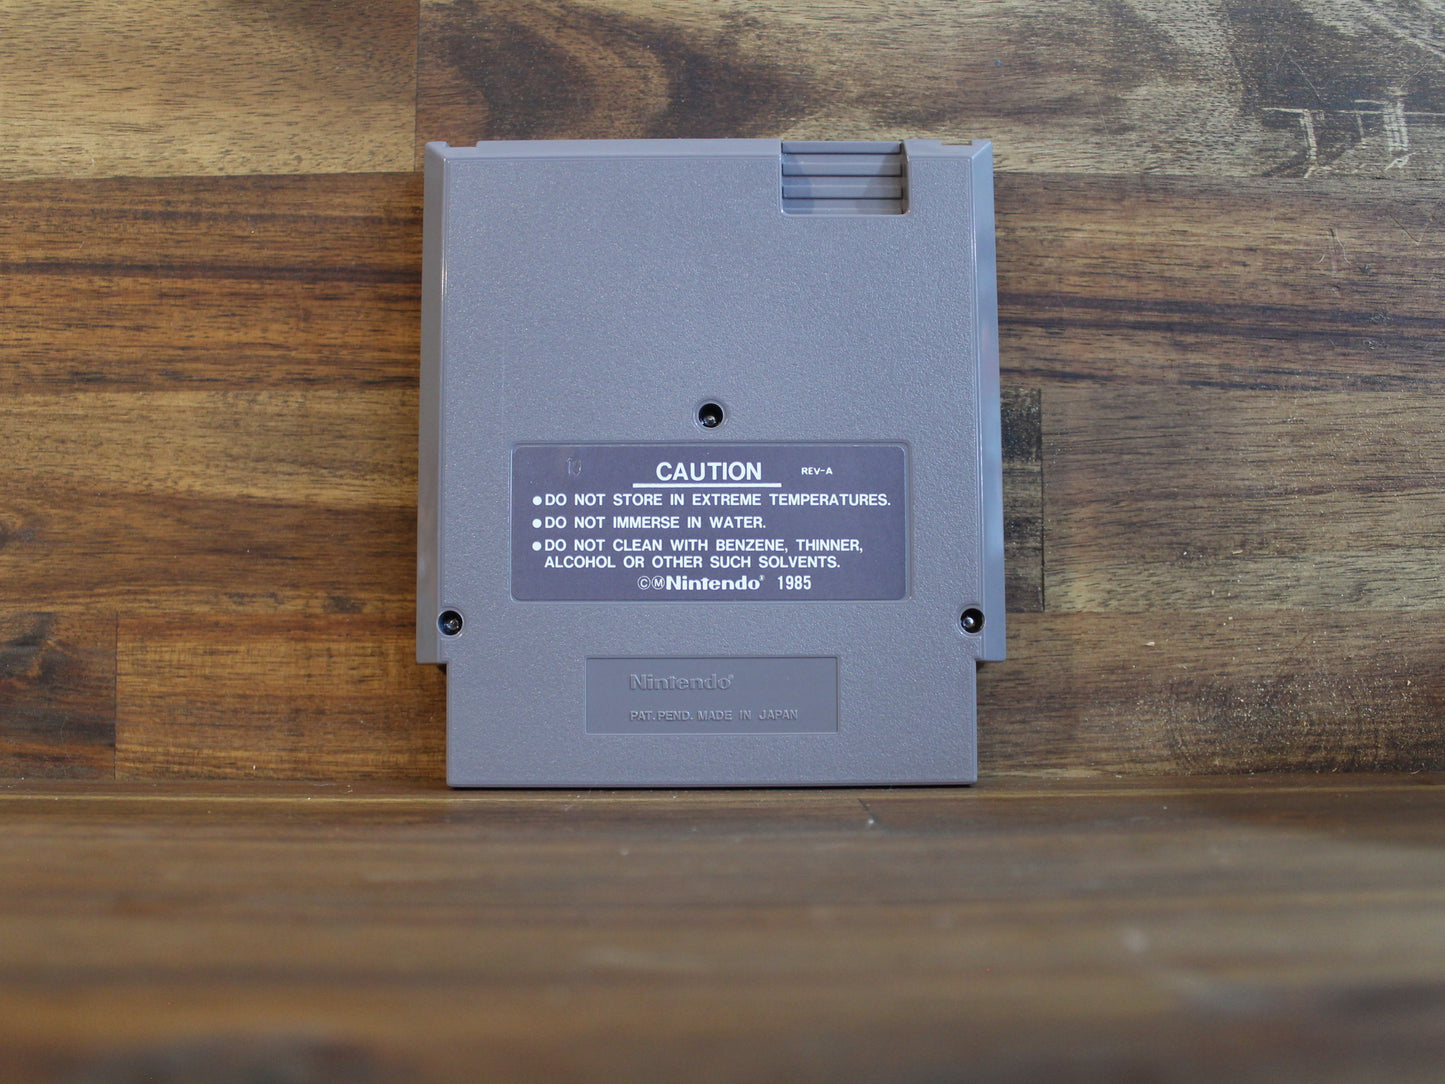 CAUTION REV-A
●DO NOT STORE IN EXTREME TEMPERATURES.
●DO NOT IMMERSE IN WATER.
●DO NOT CLEAN WITH BENZENE, THINNER,
ALCOHOL OR OTHER SUCH SOLVENTS.
©ⓂNintendo® 1985
Nintendo®
PAT. PEND. MADE IN JAPAN